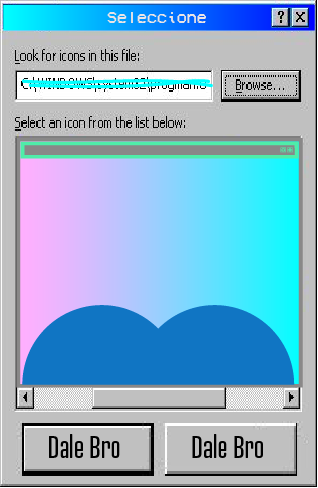 Seleccione
Look for icons in this file:
Browse...
Select an icon from the list below:
Dale Bro
Dale Bro